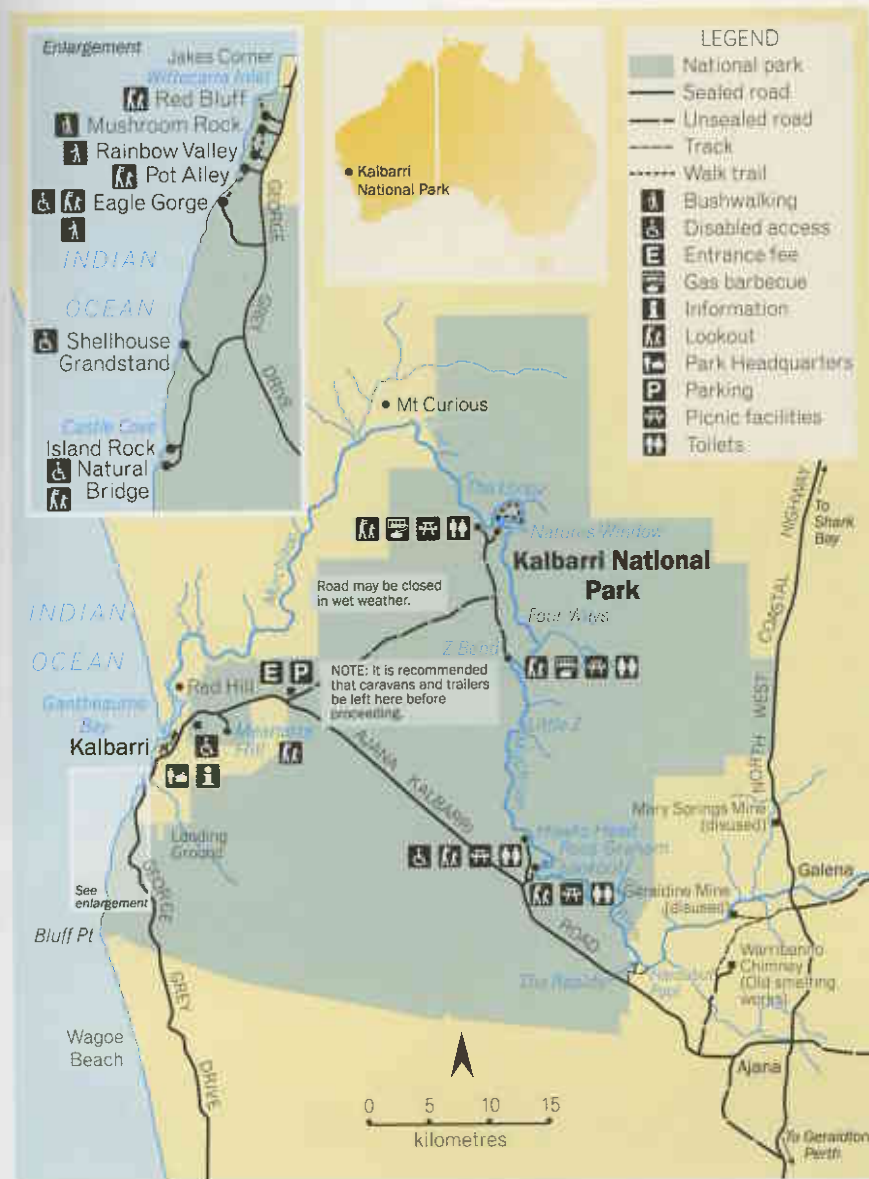 Enlargement
Jakes Corner
Wittecarra Inlet
Red Bluff
Mushroom Rock
Rainbow Valley
Pot Alley
Eagle Gorge
INDIAN
OCEAN
Shellhouse
Grandstand
Castle Cove
Island Rock
Natural
Bridge
GEORGE
GREY
DRIVE
Kalbarri
National Park
LEGEND
National park
Sealed road
Unsealed road
Track
Walk trail
Bushwalking
Disabled access
E
Entrance fee
Gas barbecue
Information
Lookout
Park Headquarters
P
Parking
Picnic facilities
Toilets
Mt Curious
The Loop
Natures Window
Kalbarri National
Park
Road may be closed
in wet weather.
Four Ways
Z Bend
E P
NOTE: It is recommended
that caravans and trailers
be left here before
proceeding.
Little Z
INDIAN
OCEAN
Murchison
Red Hill
Gantheaume
Bay
Meanarra
Hill
Kalbarri
AJANA KALBARRI
ROAD
Landing
Ground
See
enlargement
Bluff Pt
GEORGE
GREY
DRIVE
Wagoe
Beach
Hawks Head
Ross Graham
Lookout
The Rapids
Hardabut
Pool
NORTH WEST COASTAL HIGHWAY
To
Shark
Bay
Mary Springs Mine
(disused)
Galena
Geraldine Mine
(disused)
Warribanno
Chimney
(Old smelting
works)
Ajana
To Geraldton
Perth
0 5 10 15
kilometres